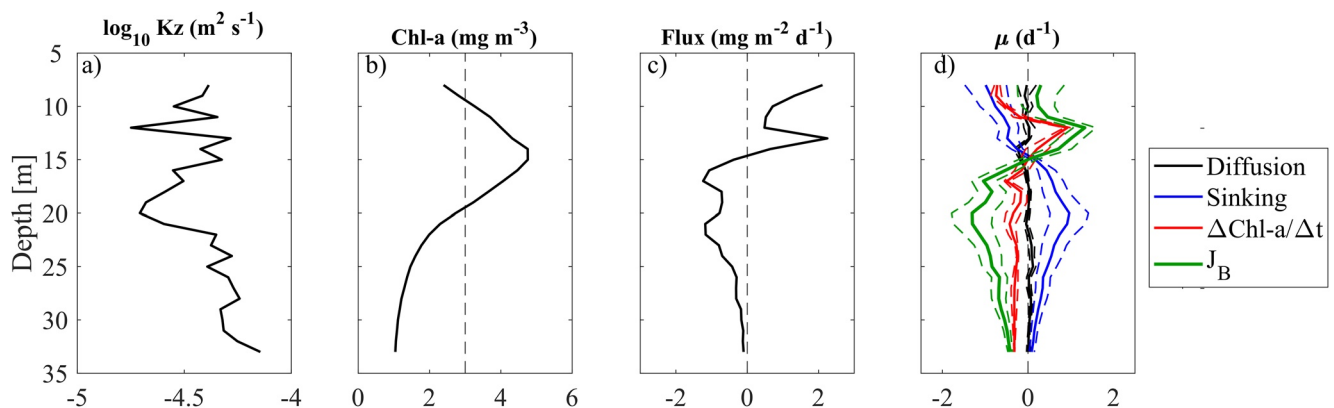 log10 Kz (m2 s-1)
Chl-a (mg m-3)
Flux (mg m-2 d-1)
μ (d-1)
a)
b)
c)
d)
Depth [m]
5
10
15
20
25
30
35
-5
-4.5
-4
0
2
4
6
-2
0
2
-2
0
2
Diffusion
Sinking
ΔChl-a/Δt
JB